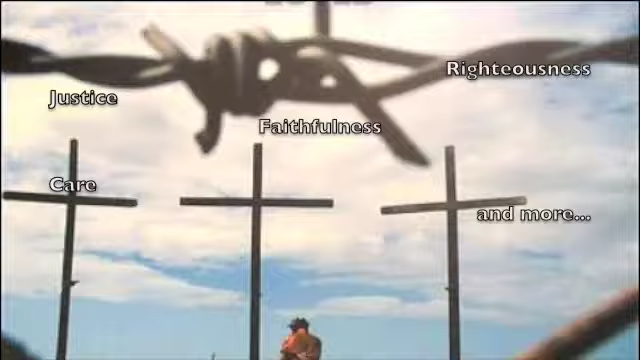 Righteousness
Justice
Faithfulness
Care
and more...